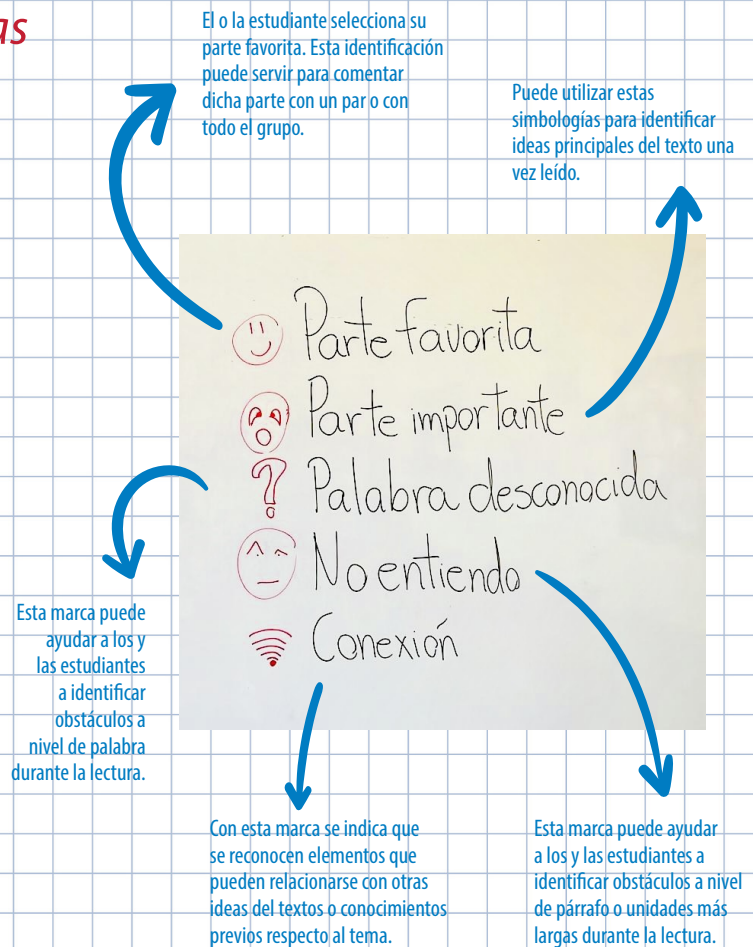 as
El o la estudiante selecciona su
parte favorita. Esta identificación
puede servir para comentar
dicha parte con un par o con
todo el grupo.
Puede utilizar estas
simbologías para identificar
ideas principales del texto una
vez leído.
Parte favorita
Parte importante
? Palabra desconocida
No entiendo
Conexión
Esta marca puede
ayudar a los y
las estudiantes
a identificar
obstáculos a
nivel de palabra
durante la lectura.
Con esta marca se indica que
se reconocen elementos que
pueden relacionarse con otras
ideas del textos o conocimientos
previos respecto al tema.
Esta marca puede ayudar
a los y las estudiantes a
identificar obstáculos a nivel
de párrafo o unidades más
largas durante la lectura.